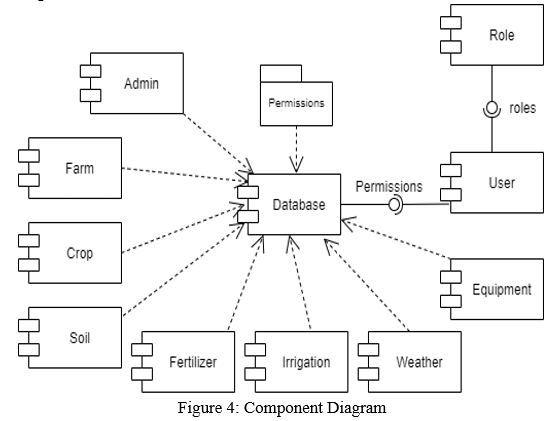 Role
Admin
Permissions
roles
Farm
Permissions
User
Database
Crop
Equipment
Soil
Fertilizer
Irrigation
Weather
Figure 4: Component Diagram